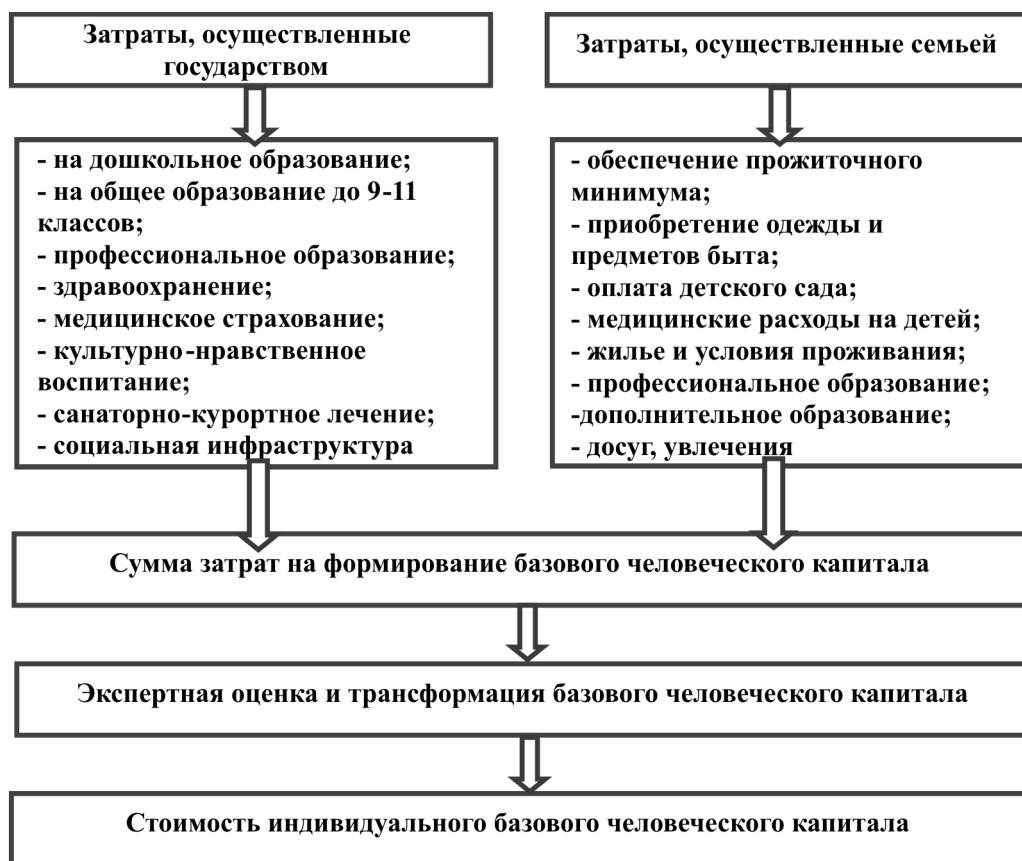 Затраты, осуществленные
государством
Затраты, осуществленные семьей
- на дошкольное образование;
- на общее образование до 9-11
классов;
- профессиональное образование;
- здравоохранение;
- медицинское страхование;
- культурно-нравственное
воспитание;
- санаторно-курортное лечение;
- социальная инфраструктура
- обеспечение прожиточного
минимума;
- приобретение одежды и
предметов быта;
- оплата детского сада;
- медицинские расходы на детей;
- жилье и условия проживания;
- профессиональное образование;
-дополнительное образование;
- досуг, увлечения
Сумма затрат на формирование базового человеческого капитала
Экспертная оценка и трансформация базового человеческого капитала
Стоимость индивидуального базового человеческого капитала